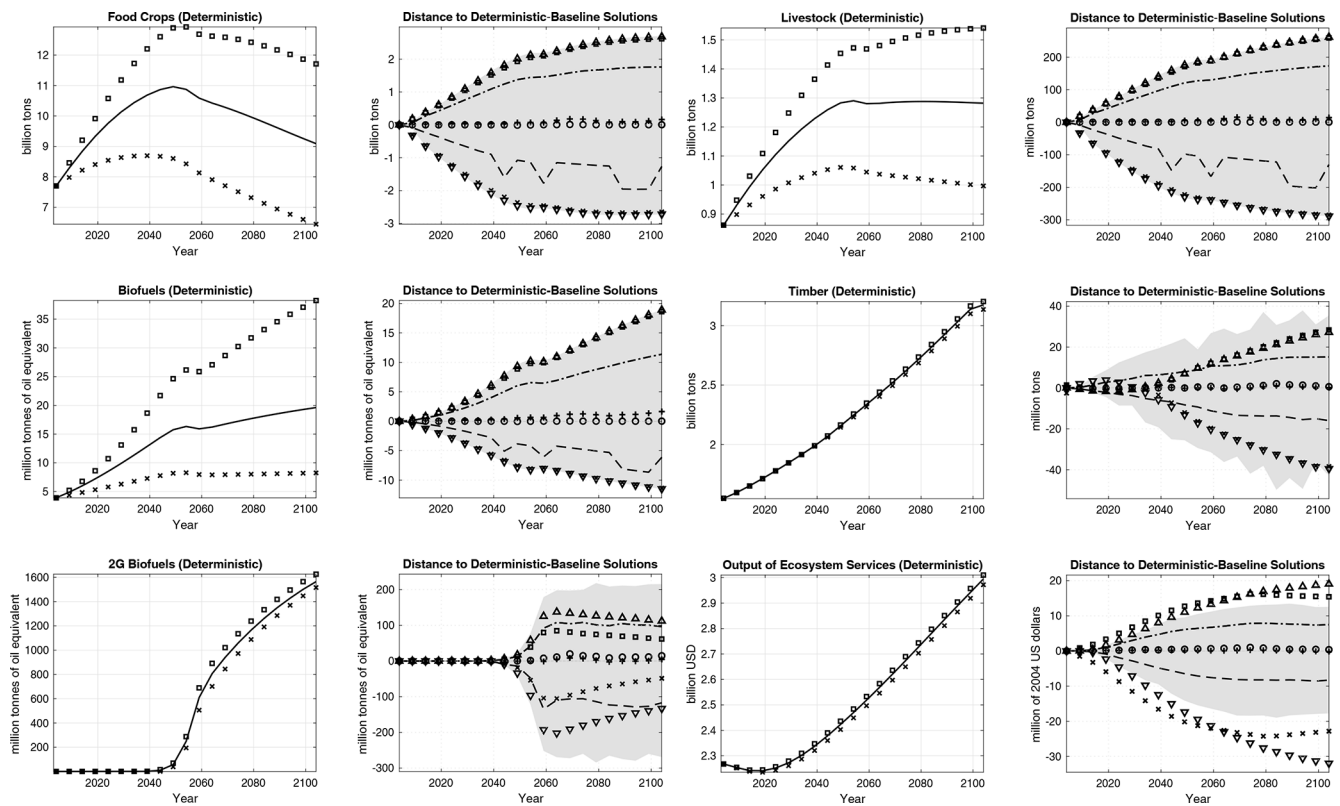 Food Crops (Deterministic)
billion tons
12
11
10
9
8
7
2020 2040 2060 2080 2100
Year
Distance to Deterministic-Baseline Solutions
billion tons
2
1
0
-1
-2
-3
2020 2040 2060 2080 2100
Year
Livestock (Deterministic)
billion tons
1.5
1.4
1.3
1.2
1.1
1
0.9
2020 2040 2060 2080 2100
Year
Distance to Deterministic-Baseline Solutions
million tons
200
100
0
-100
-200
-300
2020 2040 2060 2080 2100
Year
Biofuels (Deterministic)
million tonnes of oil equivalent
35
30
25
20
15
10
5
2020 2040 2060 2080 2100
Year
Distance to Deterministic-Baseline Solutions
million tonnes of oil equivalent
20
15
10
5
0
-5
-10
2020 2040 2060 2080 2100
Year
Timber (Deterministic)
billion tons
3
2.5
2
2020 2040 2060 2080 2100
Year
Distance to Deterministic-Baseline Solutions
million tons
40
20
0
-20
-40
2020 2040 2060 2080 2100
Year
2G Biofuels (Deterministic)
million tonnes of oil equivalent
1600
1400
1200
1000
800
600
400
200
2020 2040 2060 2080 2100
Year
Distance to Deterministic-Baseline Solutions
million tonnes of oil equivalent
200
100
0
-100
-200
-300
2020 2040 2060 2080 2100
Year
Output of Ecosystem Services (Deterministic)
billion USD
3
2.9
2.8
2.7
2.6
2.5
2.4
2.3
2020 2040 2060 2080 2100
Year
Distance to Deterministic-Baseline Solutions
million of 2004 US dollars
20
10
0
-10
-20
-30
2020 2040 2060 2080 2100
Year